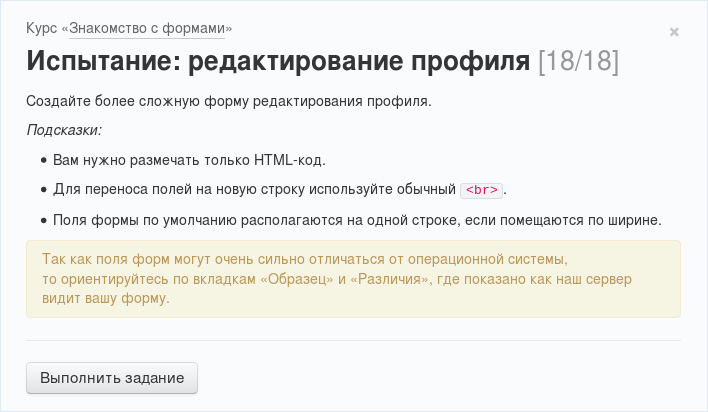 Курс «Знакомство с формами»
×
Испытание: редактирование профиля [18/18]
Создайте более сложную форму редактирования профиля.
Подсказки:
• Вам нужно размечать только HTML-код.
• Для переноса полей на новую строку используйте обычный <br>.
• Поля формы по умолчанию располагаются на одной строке, если помещаются по ширине.
Так как поля форм могут очень сильно отличаться от операционной системы,
то ориентируйтесь по вкладкам «Образец» и «Различия», где показано как наш сервер
видит вашу форму.
Выполнить задание